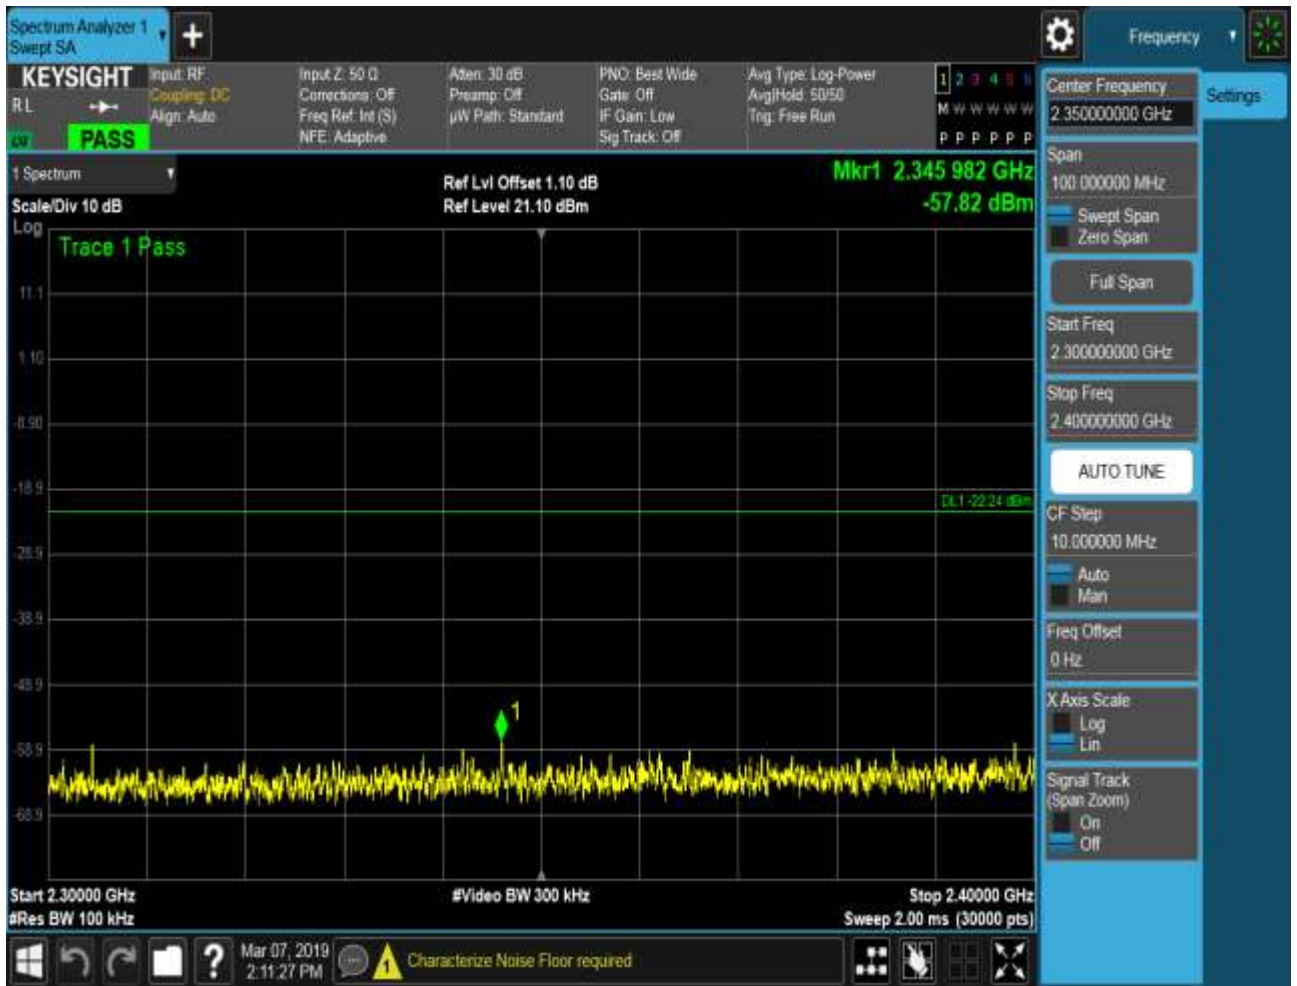 Spectrum Analyzer 1
Swept SA
+
Frequency
KEYSIGHT
R L
PASS
Input: RF
Coupling: DC
Align: Auto
Input Z: 50 Ω
Corrections: Off
Freq Ref: Int (S)
NFE: Adaptive
Atten: 30 dB
Preamp: Off
µW Path: Standard
PNO: Best Wide
Gate: Off
IF Gain: Low
Sig Track: Off
Avg Type: Log-Power
Avg|Hold: 50/50
Trig: Free Run
1 2 3 4 5 6
M W W W W W
P P P P P P
Center Frequency
2.350000000 GHz
Settings
Span
100.000000 MHz
Swept Span
Zero Span
Full Span
Start Freq
2.300000000 GHz
Stop Freq
2.400000000 GHz
AUTO TUNE
CF Step
10.000000 MHz
Auto
Man
Freq Offset
0 Hz
X Axis Scale
Log
Lin
Signal Track
(Span Zoom)
On
Off
1 Spectrum
Scale/Div 10 dB
Log
Ref Lvl Offset 1.10 dB
Ref Level 21.10 dBm
Mkr1 2.345 982 GHz
-57.82 dBm
Trace 1 Pass
11.1
1.10
-8.90
-18.9
DL1 -22.24 dBm
-28.9
-38.9
-48.9
1
-58.9
-68.9
Start 2.30000 GHz
#Video BW 300 kHz
Stop 2.40000 GHz
#Res BW 100 kHz
Sweep 2.00 ms (30000 pts)
?
Mar 07, 2019
2:11:27 PM
1
Characterize Noise Floor required